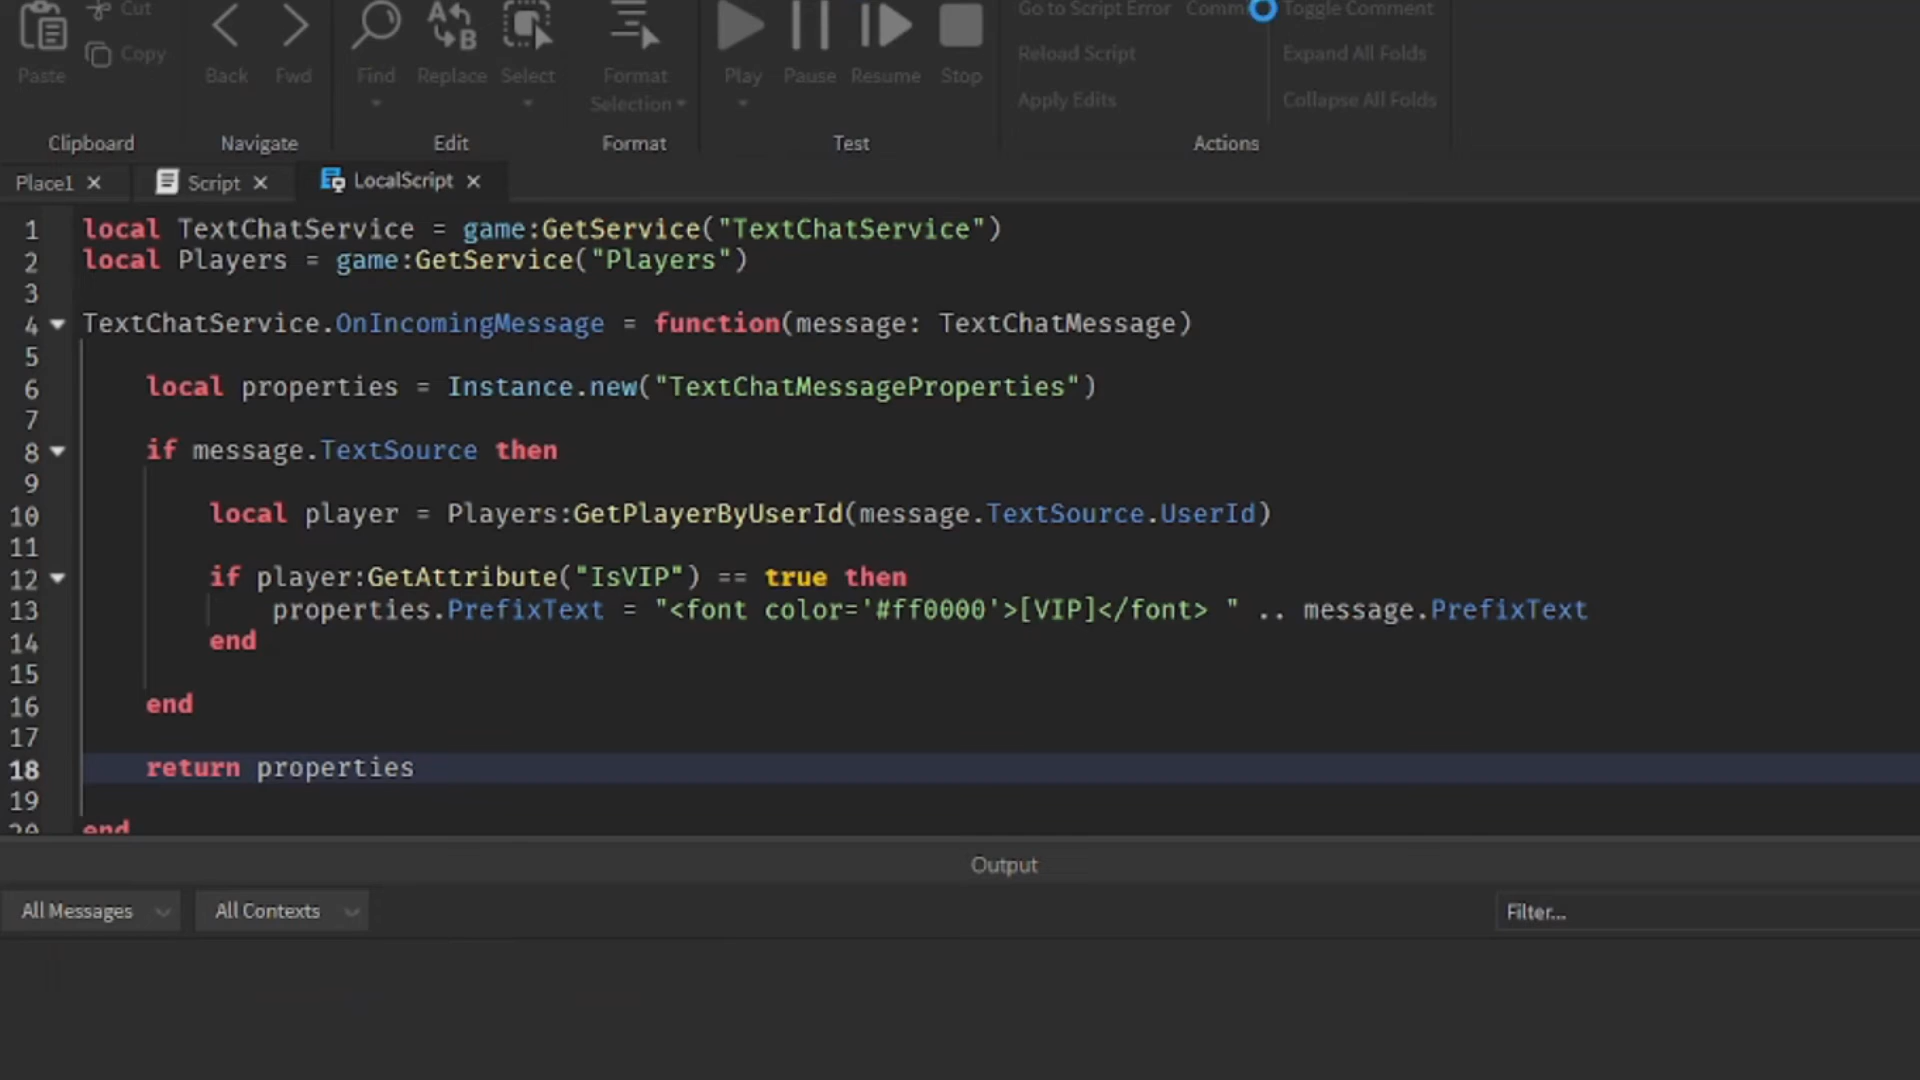 Cut
Go to Script Error Comm Toggle Comment
Copy
Reload Script Expand All Folds
Paste Back Fwd Find Replace Select Format Play Pause Resume Stop
Selection Apply Edits Collapse All Folds
Clipboard Navigate Edit Format Test Actions
Place1 Script LocalScript
1 local TextChatService = game:GetService("TextChatService")
2 local Players = game:GetService("Players")
3
4 TextChatService.OnIncomingMessage = function(message: TextChatMessage)
5
6 local properties = Instance.new("TextChatMessageProperties")
7
8 if message.TextSource then
9
10 local player = Players:GetPlayerByUserId(message.TextSource.UserId)
11
12 if player:GetAttribute("IsVIP") == true then
13 properties.PrefixText = "<font color='#ff0000'>[VIP]</font> " .. message.PrefixText
14 end
15
16 end
17
18 return properties
19
20 end
Output
All Messages All Contexts Filter...